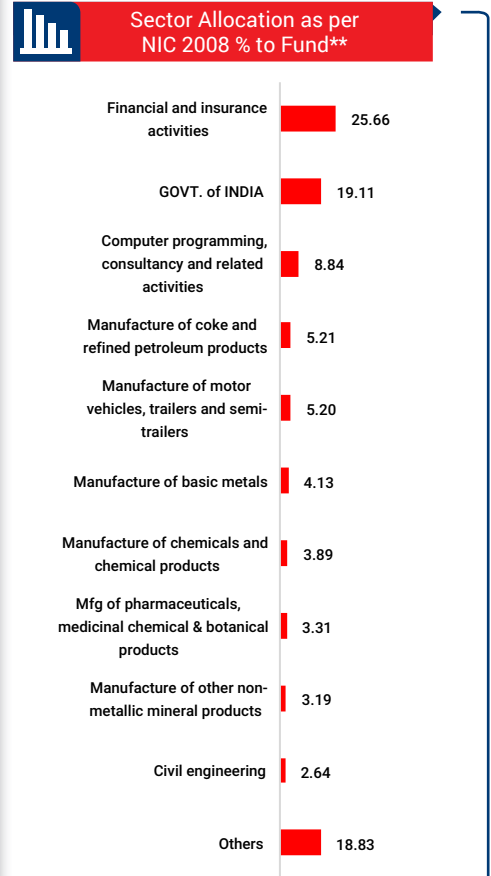 Sector Allocation as per
NIC 2008 % to Fund**
Financial and insurance
activities
25.66
GOVT. of INDIA
19.11
Computer programming,
consultancy and related
activities
8.84
Manufacture of coke and
refined petroleum products
5.21
Manufacture of motor
vehicles, trailers and semi-
trailers
5.20
Manufacture of basic metals
4.13
Manufacture of chemicals and
chemical products
3.89
Mfg of pharmaceuticals,
medicinal chemical & botanical
products
3.31
Manufacture of other non-
metallic mineral products
3.19
Civil engineering
2.64
Others
18.83